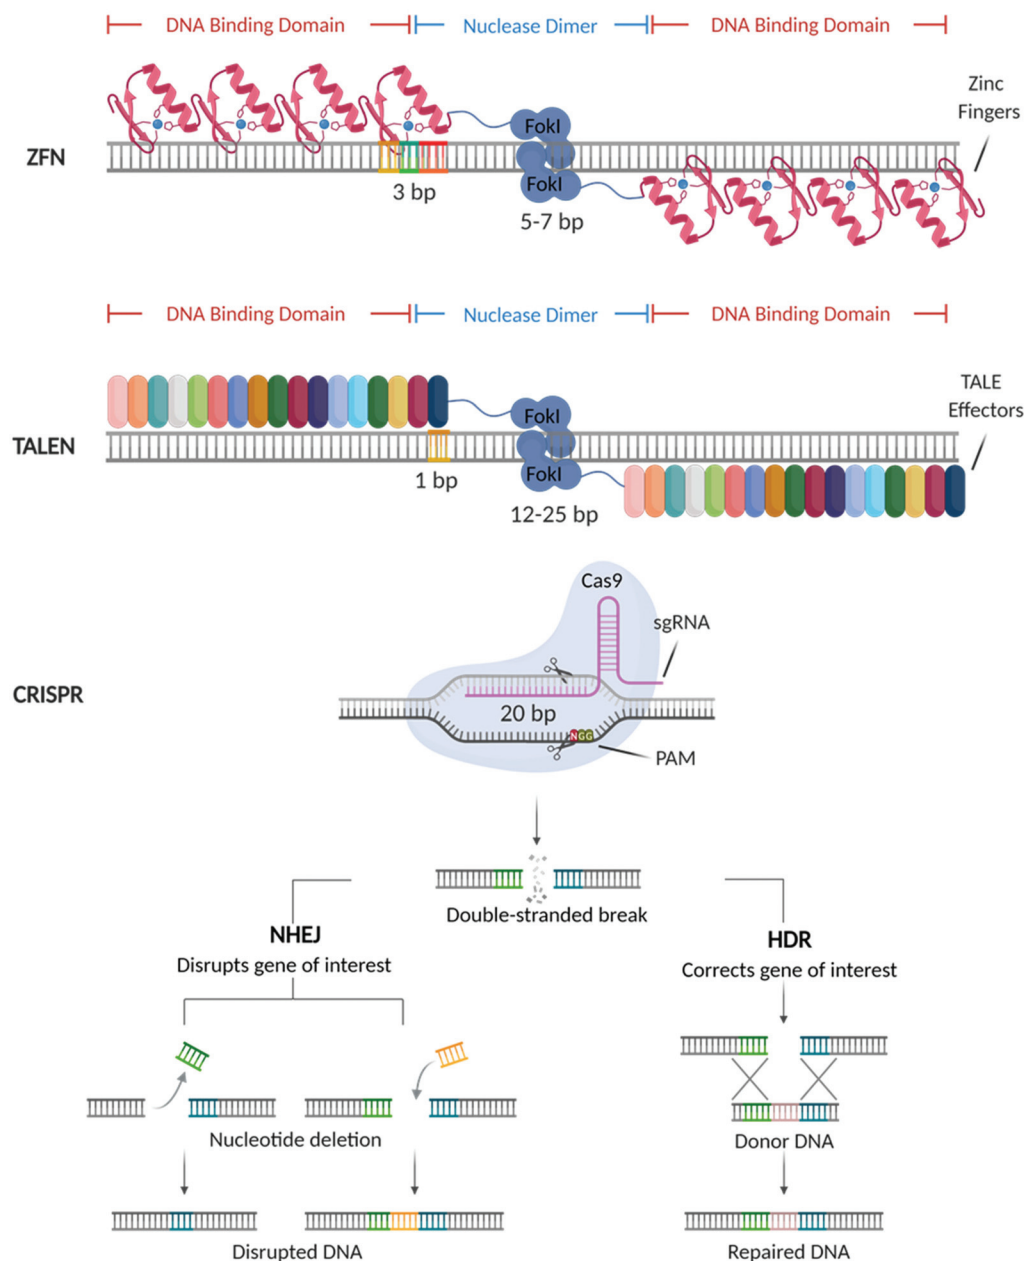 DNA Binding Domain
Nuclease Dimer
DNA Binding Domain
Zinc
Fingers
ZFN
FokI
FokI
3 bp
5-7 bp
DNA Binding Domain
Nuclease Dimer
DNA Binding Domain
TALE
Effectors
TALEN
FokI
FokI
1 bp
12-25 bp
Cas9
sgRNA
CRISPR
20 bp
NGG
PAM
Double-stranded break
NHEJ
Disrupts gene of interest
HDR
Corrects gene of interest
Nucleotide deletion
Donor DNA
Disrupted DNA
Repaired DNA